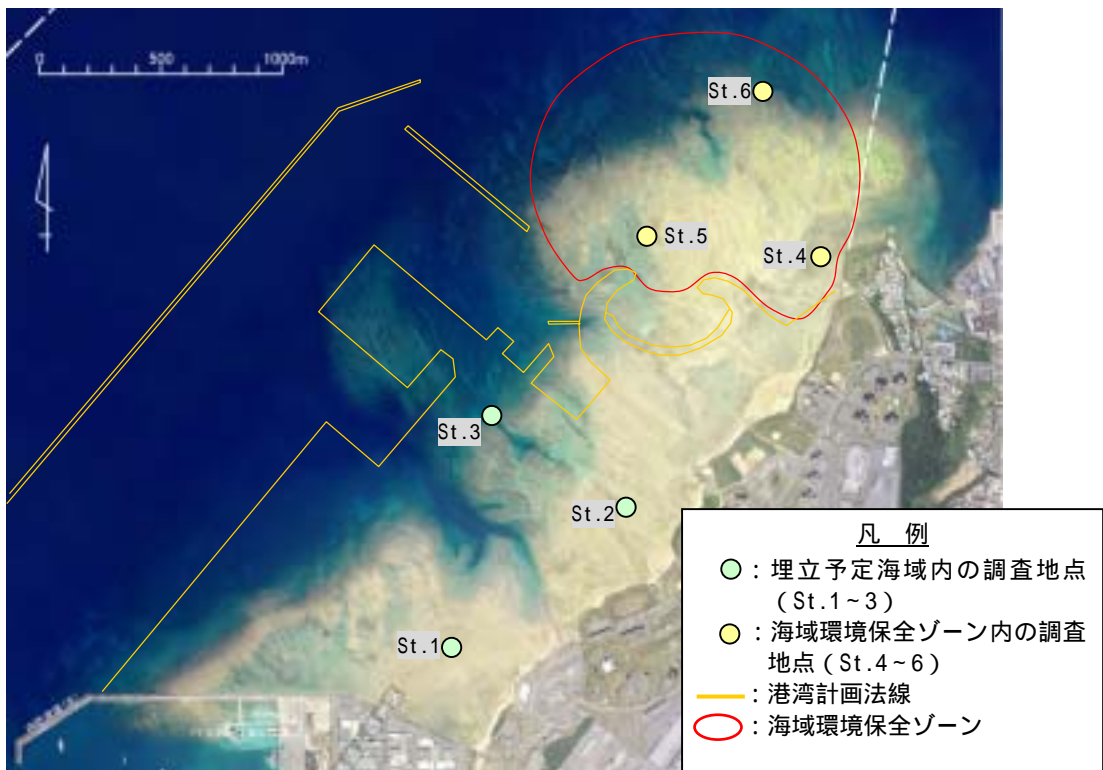 0 500 1000m
St.6
St.5
St.4
St.3
St.2
St.1
凡 例
：埋立予定海域内の調査地点
（St.1~3）
：海域環境保全ゾーン内の調査
地点（St.4~6）
：港湾計画法線
：海域環境保全ゾーン